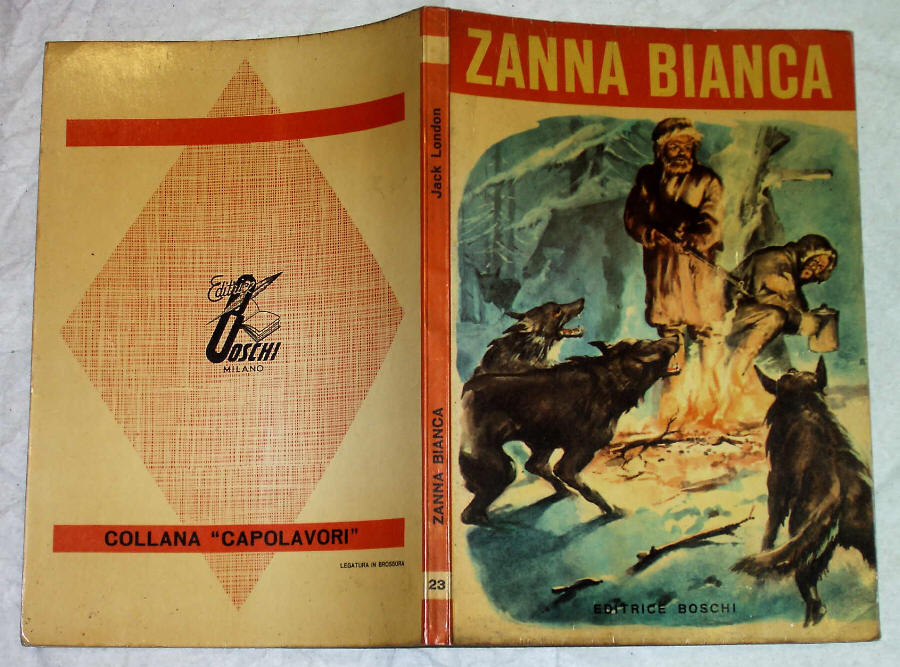 ZANNA BIANCA
EDITRICE BOSCHI
Jack London
ZANNA BIANCA
23
Editrice
BOSCHI
MILANO
COLLANA "CAPOLAVORI"
LEGATURA IN BROSSURA